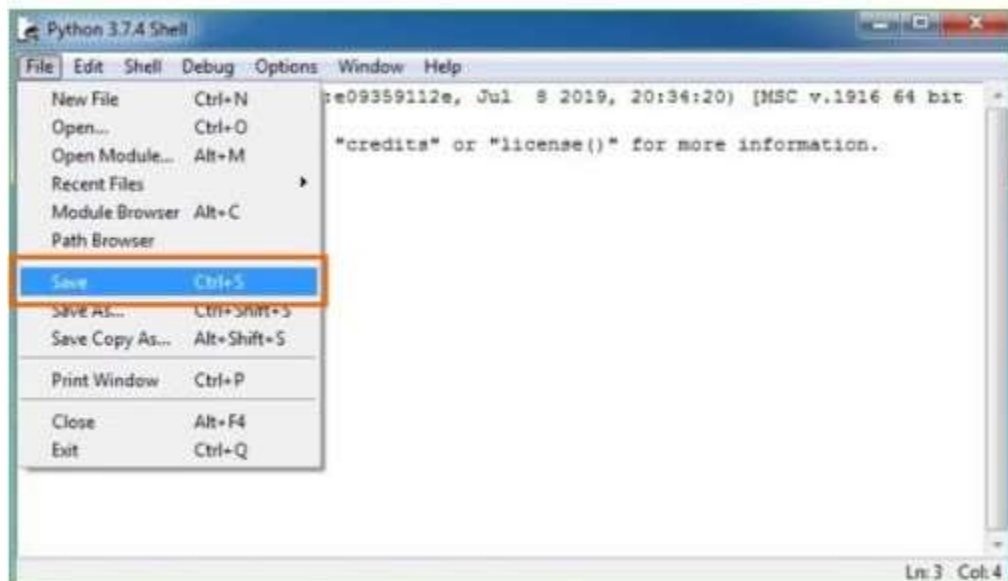 Python 3.7.4 Shell
File Edit Shell Debug Options Window Help
New File Ctrl+N
:e09359112e, Jul 8 2019, 20:34:20) [MSC v.1916 64 bit
Open... Ctrl+O
Open Module... Alt+M
"credits" or "license()" for more information.
Recent Files
Module Browser Alt+C
Path Browser
Save Ctrl+S
Save As... Ctrl+Shift+S
Save Copy As... Alt+Shift+S
Print Window Ctrl+P
Close Alt+F4
Exit Ctrl+Q
Ln: 3 Col: 4